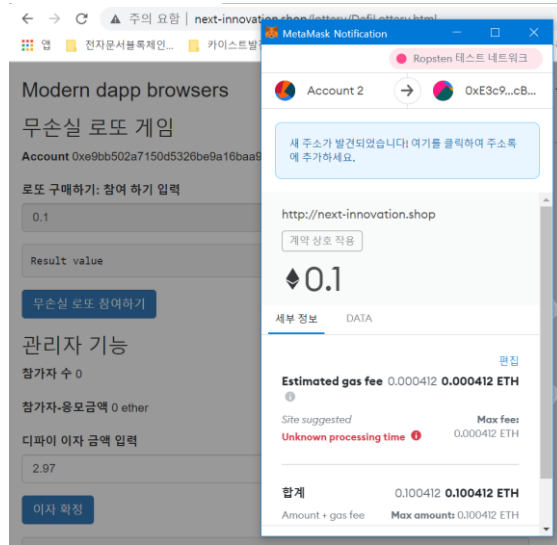 주의 요함 | next-innovation.shop/lottery/DefiLottery.html
앱 전자문서블록체인... 카이스트발
Modern dapp browsers
무손실 로또 게임
Account 0xe9bb502a7150d5326be9a16baa9
로또 구매하기: 참여 하기 입력
0.1
Result value
무손실 로또 참여하기
관리자 기능
참가자 수 0
참가자-응모금액 0 ether
디파이 이자 금액 입력
2.97
이자 확정
MetaMask Notification
Ropsten 테스트 네트워크
Account 2
0xE3c9...cB...
새 주소가 발견되었습니다! 여기를 클릭하여 주소록
에 추가하세요.
http://next-innovation.shop
계약 상호 작용
0.1
세부 정보 DATA
편집
Estimated gas fee 0.000412 0.000412 ETH
Site suggested Max fee:
Unknown processing time 0.000412 ETH
합계 0.100412 0.100412 ETH
Amount + gas fee Max amount: 0.100412 ETH